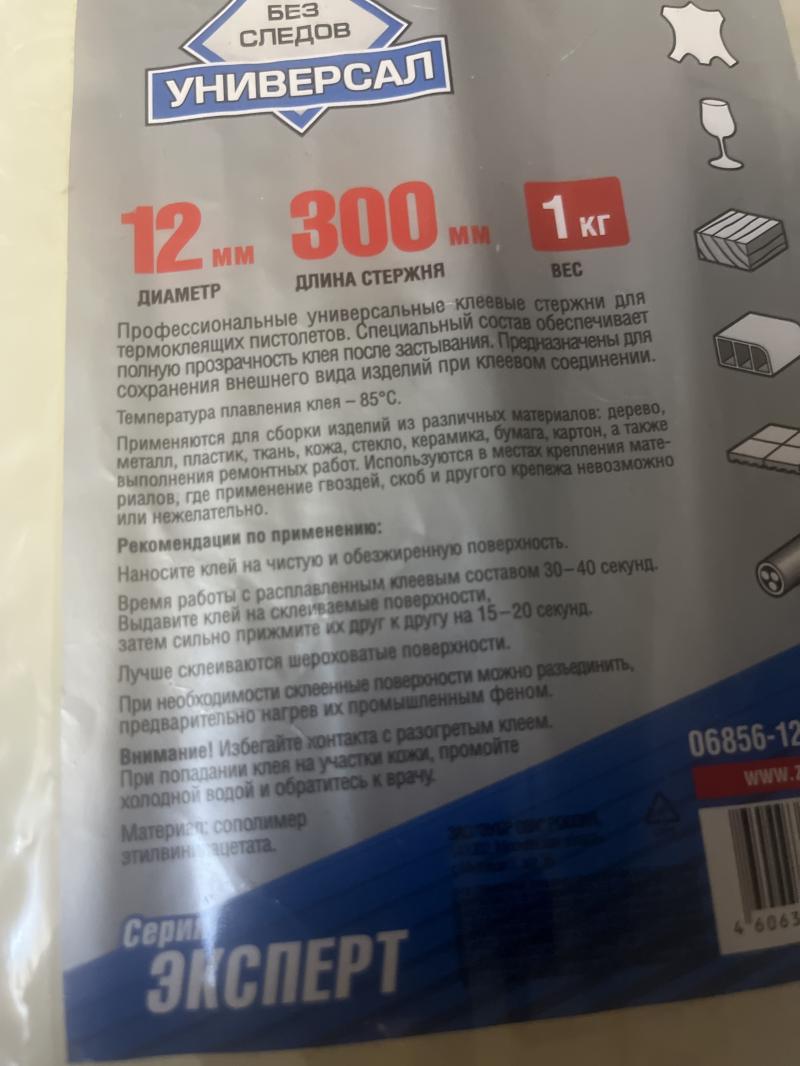 БЕЗ
СЛЕДОВ
УНИВЕРСАЛ
12 мм 300 мм 1 кг
ДИАМЕТР ДЛИНА СТЕРЖНЯ ВЕС
Профессиональные универсальные клеевые стержни для
термоклеящих пистолетов. Специальный состав обеспечивает
полную прозрачность клея после застывания. Предназначены для
сохранения внешнего вида изделий при клеевом соединении.
Температура плавления клея – 85°С.
Применяются для сборки изделий из различных материалов: дерево,
металл, пластик, ткань, кожа, стекло, керамика, бумага, картон, а также
выполнения ремонтных работ. Используются в местах крепления мате-
риалов, где применение гвоздей, скоб и другого крепежа невозможно
или нежелательно.
Рекомендации по применению:
Наносите клей на чистую и обезжиренную поверхность.
Время работы с расплавленным клеевым составом 30–40 секунд.
Выдавите клей на склеиваемые поверхности,
затем сильно прижмите их друг к другу на 15–20 секунд.
Лучше склеиваются шероховатые поверхности.
При необходимости склеенные поверхности можно разъединить,
предварительно нагрев их промышленным феном.
Внимание! Избегайте контакта с разогретым клеем.
При попадании клея на участки кожи, промойте
холодной водой и обратитесь к врачу.
Материал: сополимер
этилвинилацетата.
06856-12
www.z
4 6063
Серия
ЭКСПЕРТ